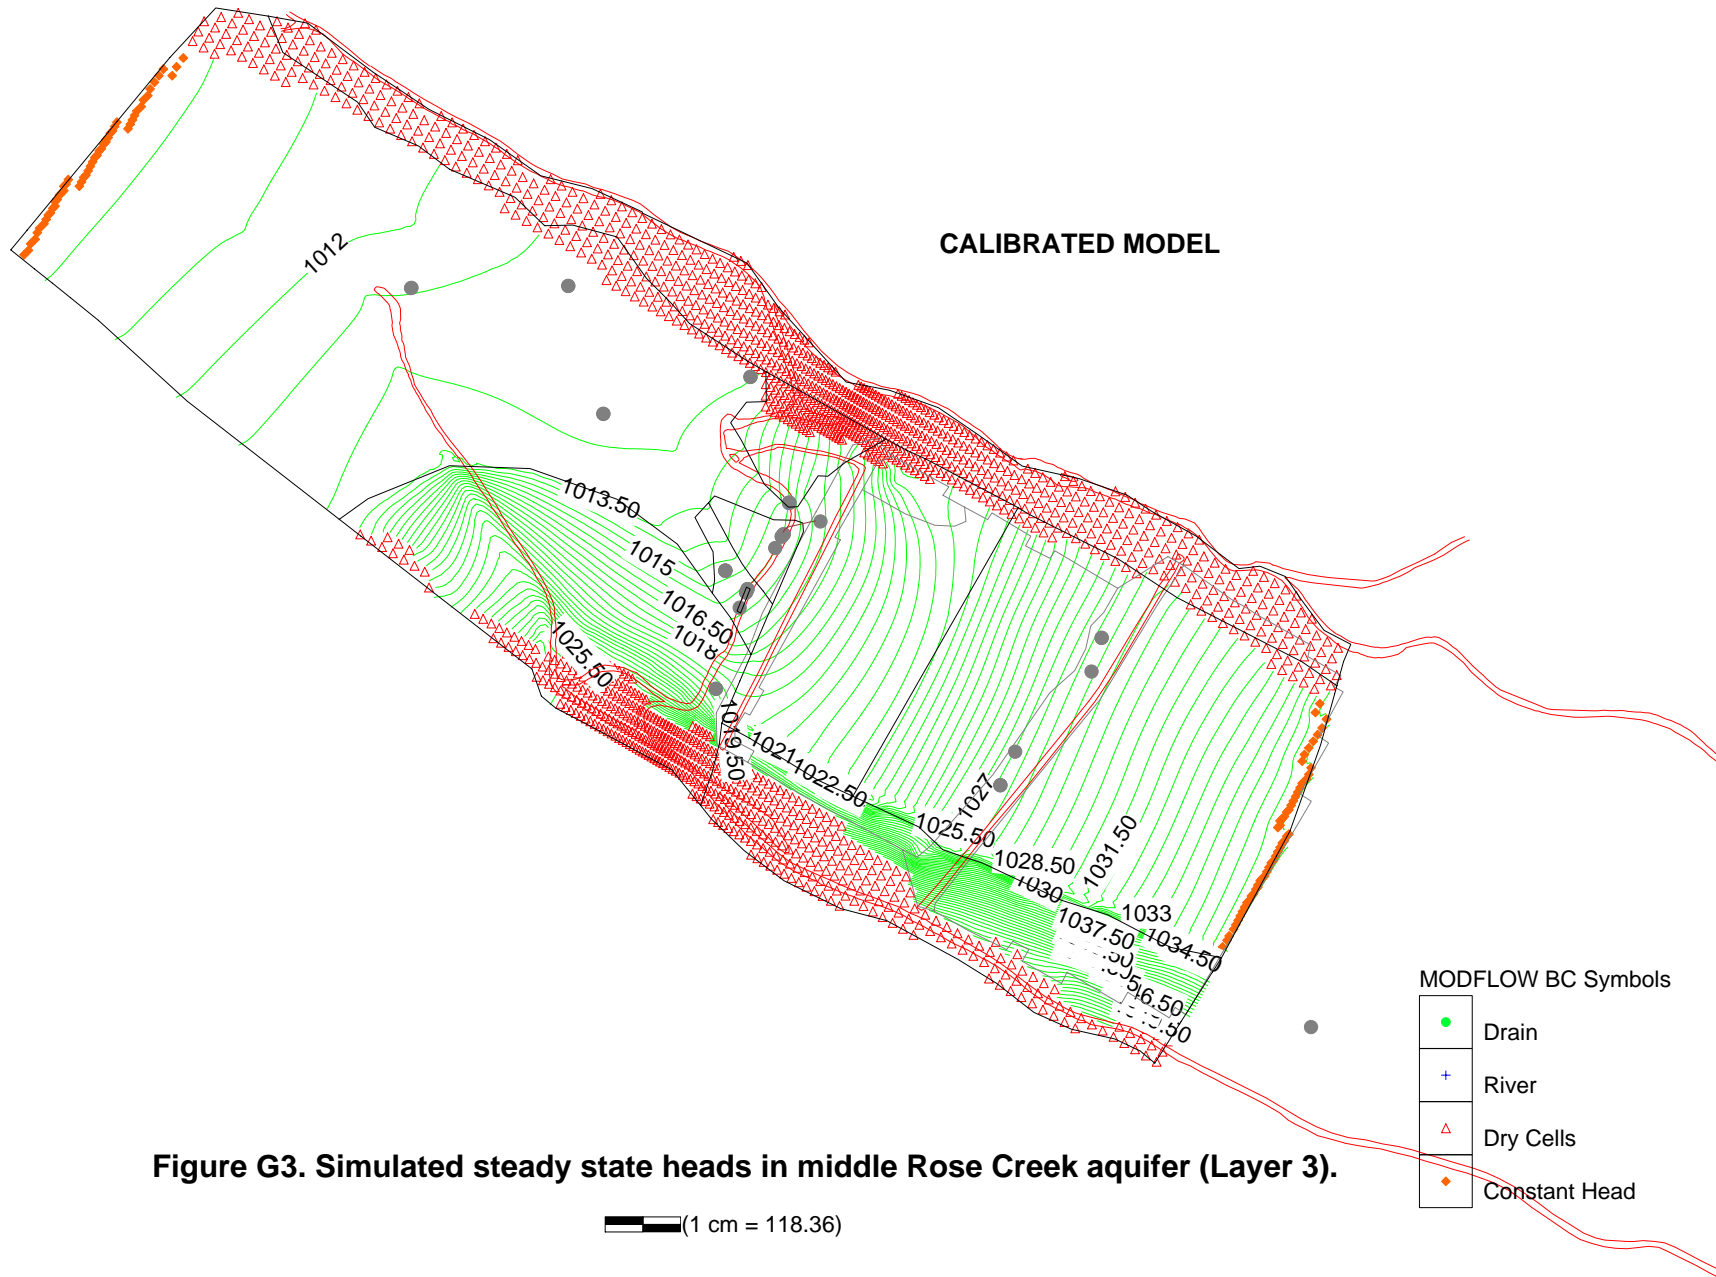 CALIBRATED MODEL
1012
1013.50
1015
1016.50
1018
1025.50
1019.50
1021
1022.50
1027
1025.50
1031.50
1028.50
1030
1033
1037.50
1034.50
MODFLOW BC Symbols
Drain
River
Dry Cells
Constant Head
Figure G3. Simulated steady state heads in middle Rose Creek aquifer (Layer 3).
(1 cm = 118.36)